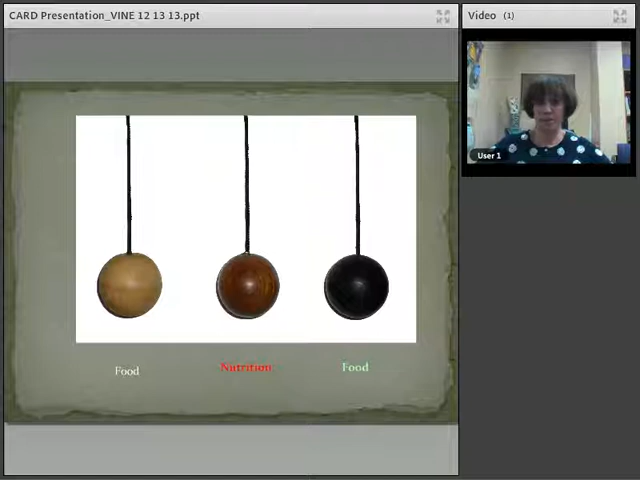 CARD Presentation_VINE 12 13 13.ppt
Video (1)
User 1
Food
Nutrition
Food